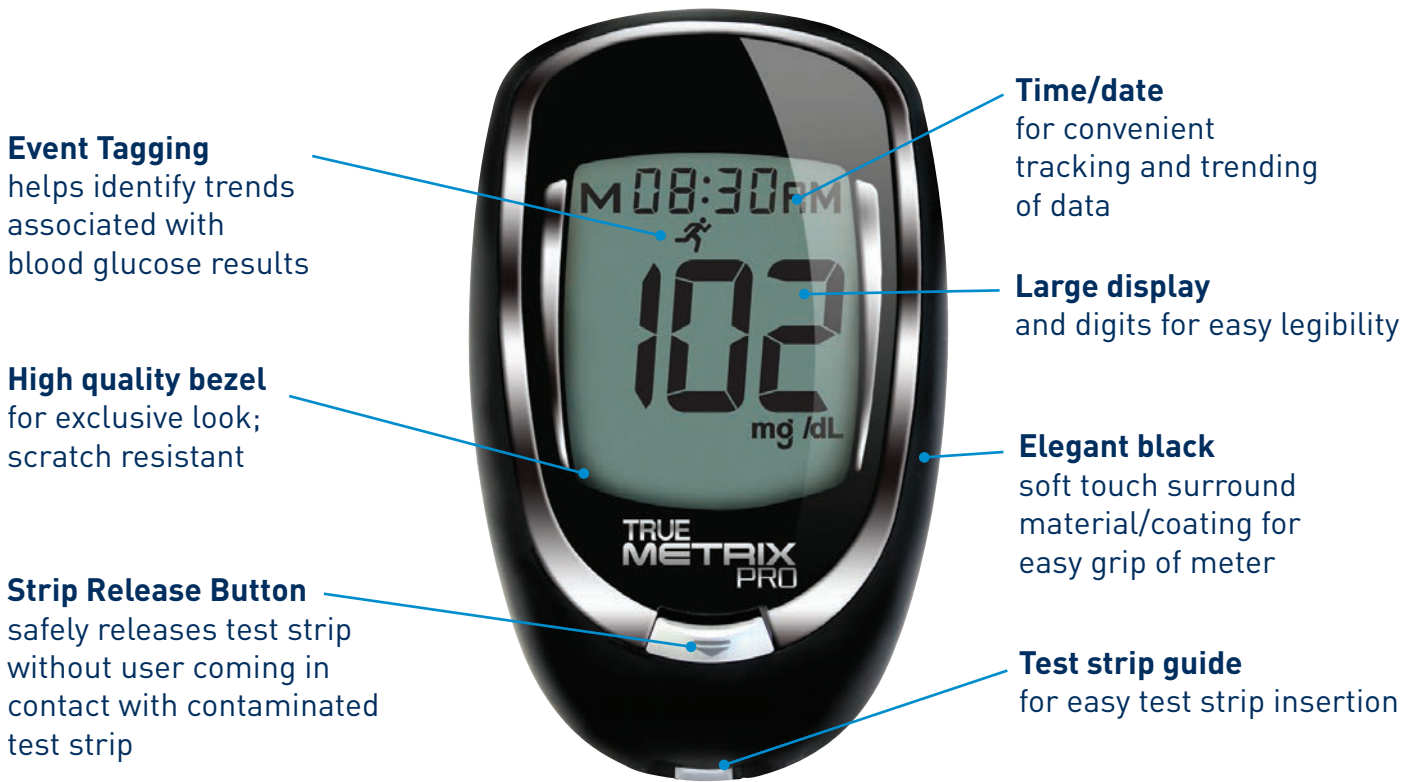 Event Tagging
helps identify trends
associated with
blood glucose results
High quality bezel
for exclusive look;
scratch resistant
Strip Release Button
safely releases test strip
without user coming in
contact with contaminated
test strip
M 08:30 AM
102
mg/dL
TRUE
METRIX
PRO
Time/date
for convenient
tracking and trending
of data
Large display
and digits for easy legibility
Elegant black
soft touch surround
material/coating for
easy grip of meter
Test strip guide
for easy test strip insertion